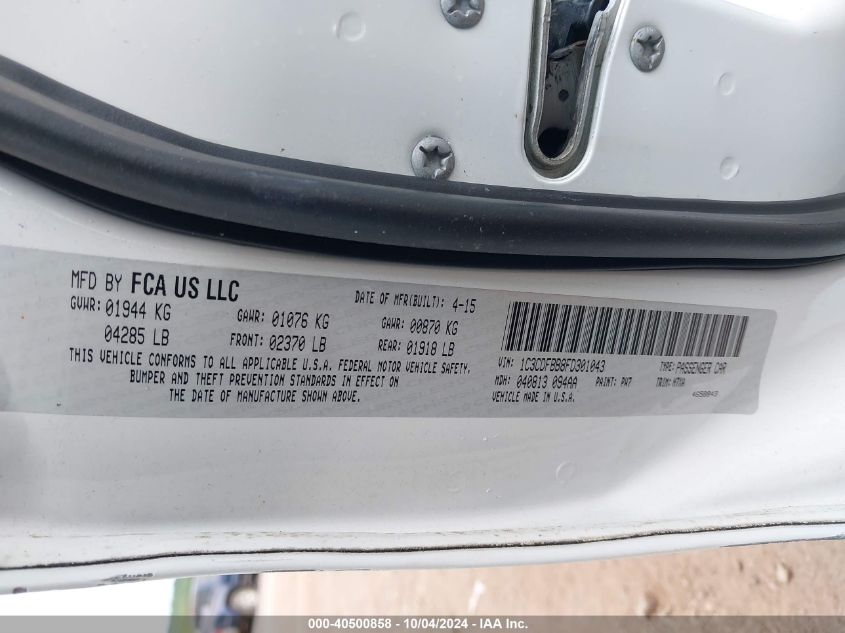 MFD BY FCA US LLC
GVWR: 01944 KG
04285 LB
GAWR: 01076 KG
FRONT: 02370 LB
DATE OF MFR(BUILT): 4-15
GAWR: 00870 KG
REAR: 01918 LB
THIS VEHICLE CONFORMS TO ALL APPLICABLE U.S.A. FEDERAL MOTOR VEHICLE SAFETY,
BUMPER AND THEFT PREVENTION STANDARDS IN EFFECT ON
THE DATE OF MANUFACTURE SHOWN ABOVE.
VIN: 1C3CDFBB8FD301043
TYPE: PASSENGER CAR
MDH: 040813 094AA
PAINT: PW7
VEHICLE MADE IN U.S.A.
000-40500858 - 10/04/2024 - IAA Inc.